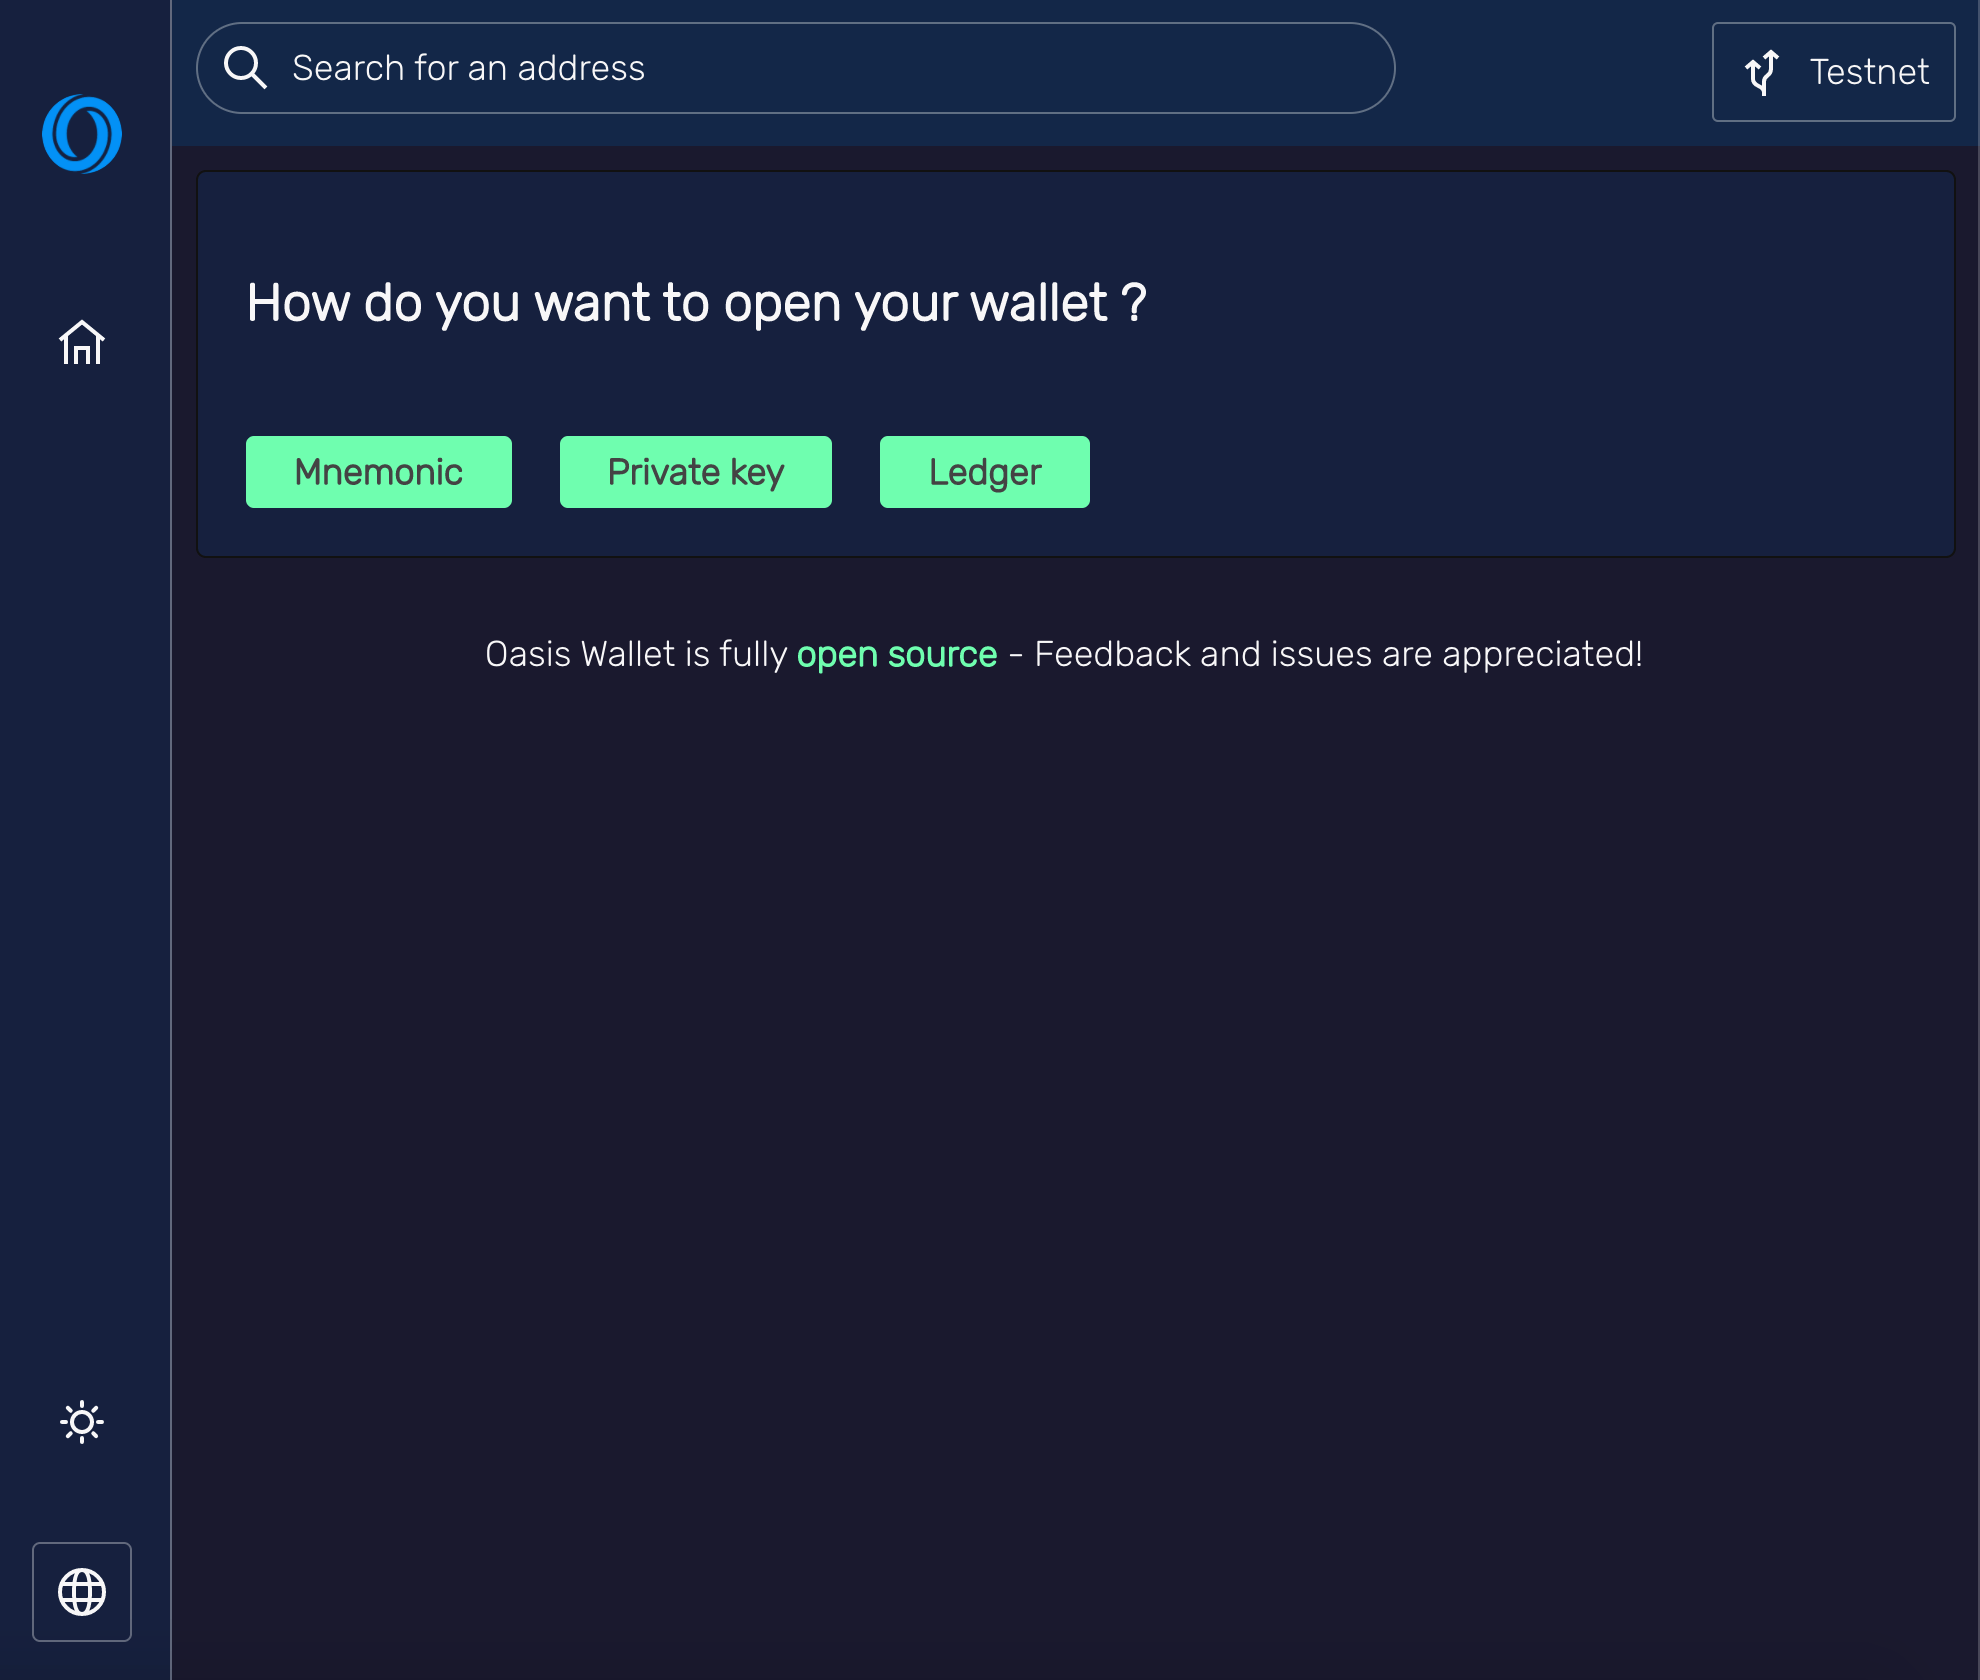 Search for an address
Testnet
How do you want to open your wallet ?
Mnemonic
Private key
Ledger
Oasis Wallet is fully open source - Feedback and issues are appreciated!